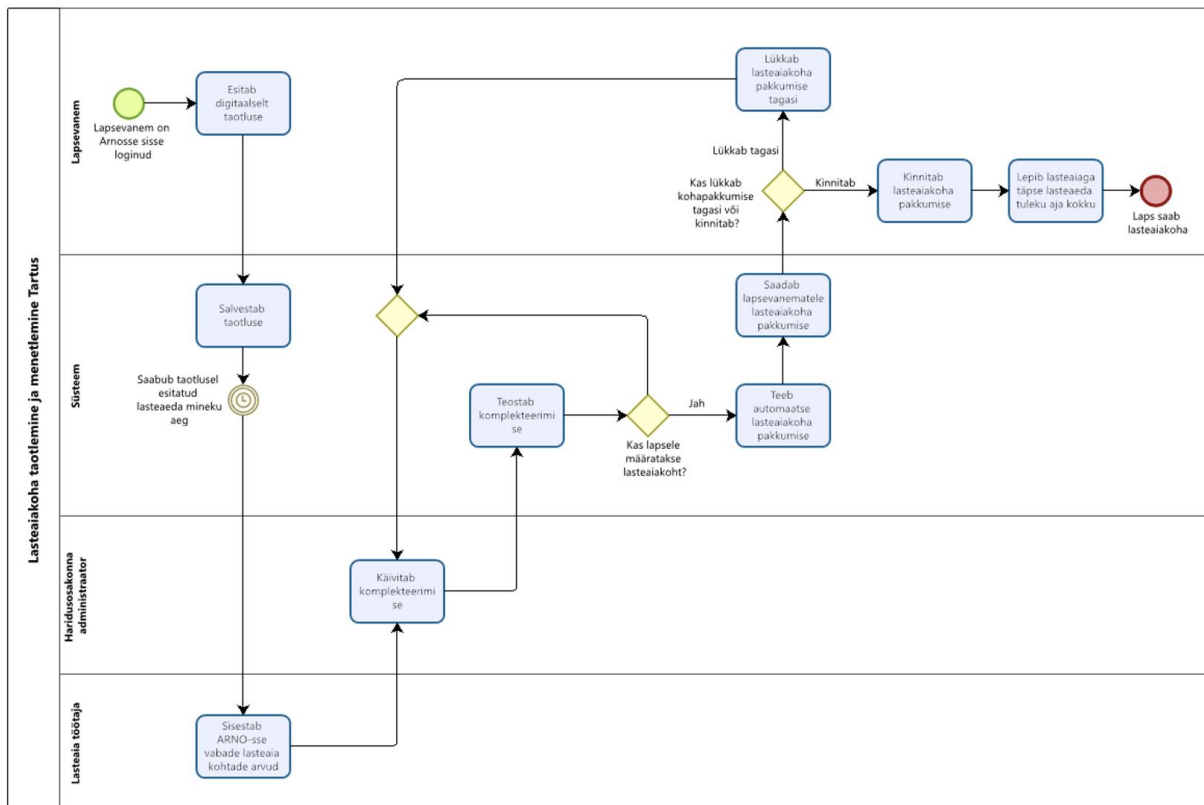 Lasteaiakoha taotlemine ja menetlemine Tartus
Lapsevanem
Lapsevanem on
Arnosse sisse
loginud
Esitab
digitaalselt
taotluse
Lükkab
lasteaiakoha
pakkumise
tagasi
Lükkab tagasi
Kas lükkab
kohapakkumise
tagasi või
kinnitab?
Kinnitab
Kinnitab
lasteaiakoha
pakkumise
Lepib lasteaiaga
täpse lasteaeda
tuleku aja kokku
Laps saab
lasteaiakoha
Süsteem
Salvestab
taotluse
Saabub taotlusel
esitatud
lasteaeda mineku
aeg
Teostab
komplekteerimi
se
Kas lapsele
määratakse
lasteaiakoht?
Jah
Teeb
automaatse
lasteaiakoha
pakkumise
Saadab
lapsevanematele
lasteaiakoha
pakkumise
Haridusosakonna
administraator
Käivitab
komplekteerimi
se
Lasteaia töötaja
Sisestab
ARNO-sse
vabade lasteaia
kohtade arvud